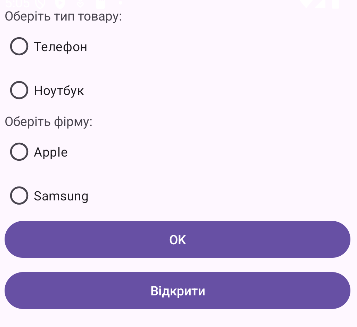 Оберіть тип товару:
Телефон
Ноутбук
Оберіть фірму:
Apple
Samsung
OK
Відкрити